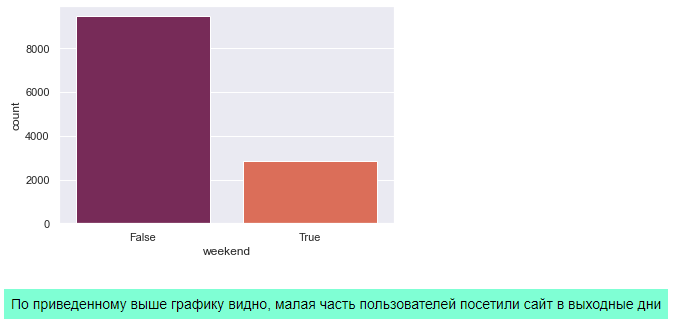 8000
6000
4000
2000
0
count
False True
weekend
По приведенному выше графику видно, малая часть пользователей посетили сайт в выходные дни